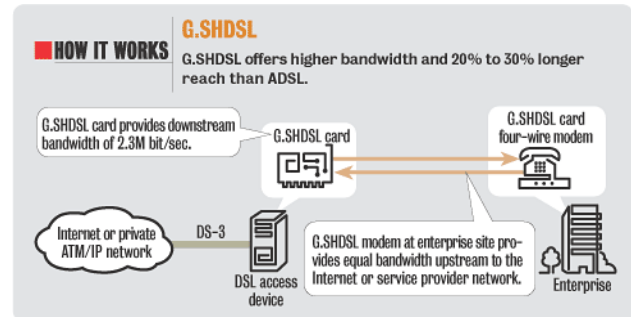 G.SHDSL
HOW IT WORKS
G.SHDSL offers higher bandwidth and 20% to 30% longer
reach than ADSL.
G.SHDSL card provides downstream
bandwidth of 2.3M bit/sec.
G.SHDSL card
G.SHDSL card
four-wire modem
Internet or private
ATM/IP network
DS-3
DSL access
device
G.SHDSL modem at enterprise site pro-
vides equal bandwidth upstream to the
Internet or service provider network.
Enterprise